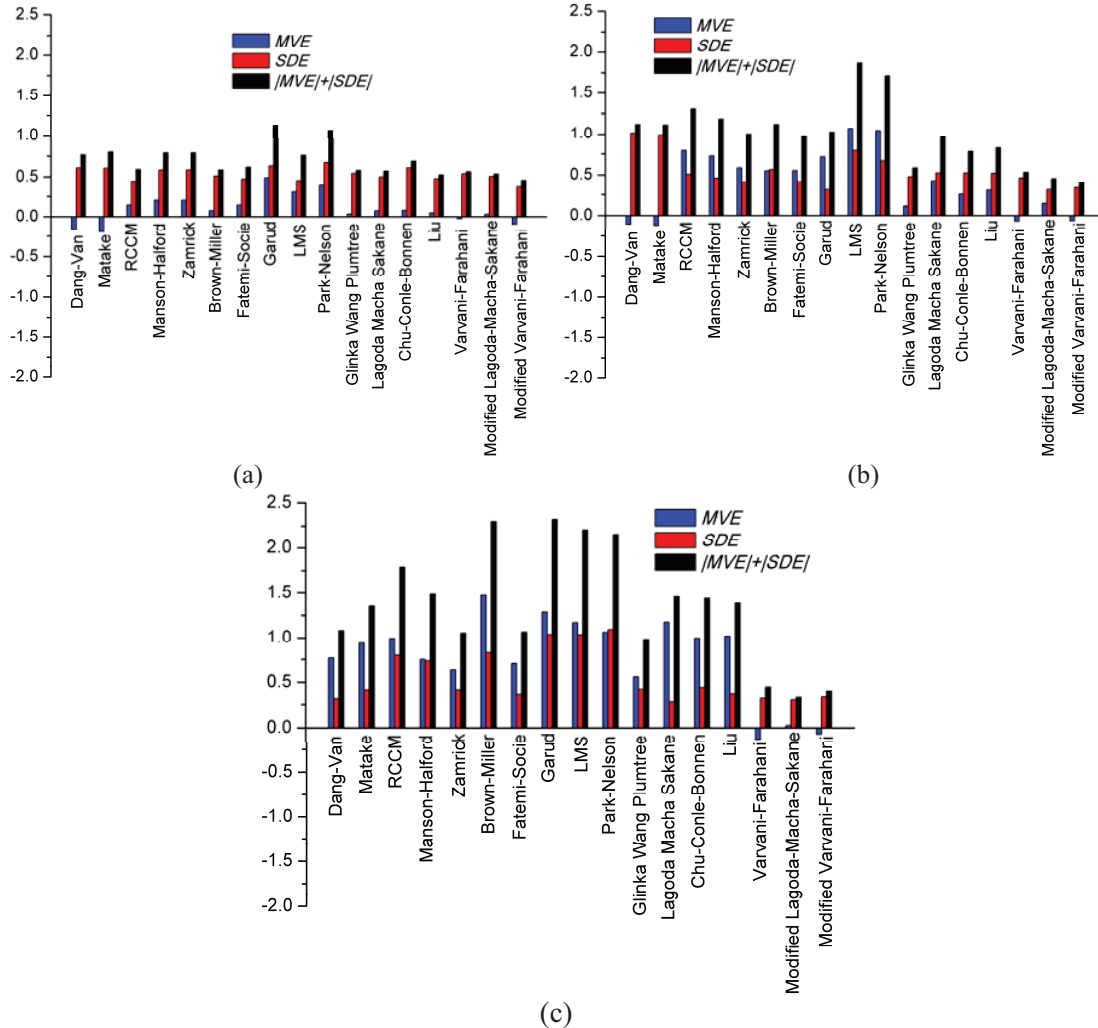 2.5
2.0
1.5
1.0
0.5
0.0
-0.5
-1.0
-1.5
-2.0
MVE
SDE
|MVE|+|SDE|
Dang-Van
Matake
RCCM
Manson-Halford
Zamrick
Brown-Miller
Fatemi-Socie
Garud
LMS
Park-Nelson
Glinka Wang Plumtree
Lagoda Macha Sakane
Chu-Conle-Bonnen
Liu
Varvani-Farahani
Modified Lagoda-Macha-Sakane
Modified Varvani-Farahani
(a)
2.5
2.0
1.5
1.0
0.5
0.0
-0.5
-1.0
-1.5
-2.0
MVE
SDE
|MVE|+|SDE|
Dang-Van
Matake
RCCM
Manson-Halford
Zamrick
Brown-Miller
Fatemi-Socie
Garud
LMS
Park-Nelson
Glinka Wang Plumtree
Lagoda Macha Sakane
Chu-Conle-Bonnen
Liu
Varvani-Farahani
Modified Lagoda-Macha-Sakane
Modified Varvani-Farahani
(b)
2.5
2.0
1.5
1.0
0.5
0.0
-0.5
-1.0
-1.5
-2.0
MVE
SDE
|MVE|+|SDE|
Dang-Van
Matake
RCCM
Manson-Halford
Zamrick
Brown-Miller
Fatemi-Socie
Garud
LMS
Park-Nelson
Glinka Wang Plumtree
Lagoda Macha Sakane
Chu-Conle-Bonnen
Liu
Varvani-Farahani
Modified Lagoda-Macha-Sakane
Modified Varvani-Farahani
(c)